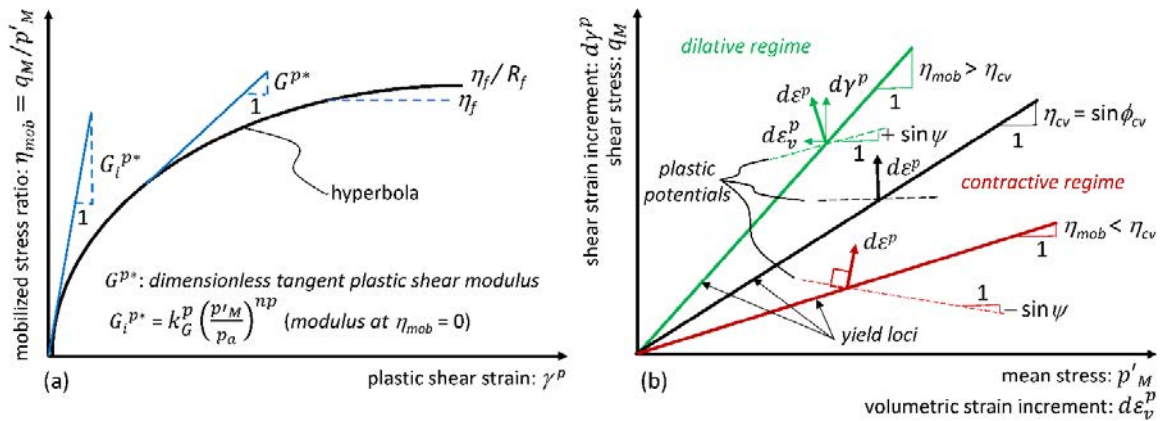 mobilized stress ratio: η_mob = q_M/p'_M
G^p*
1
G_i^p*
1
η_f/R_f
η_f
hyperbola
G^p*: dimensionless tangent plastic shear modulus
G_i^p* = k_G^p (p'_M/p_a)^np (modulus at η_mob = 0)
(a)
plastic shear strain: γ^p
shear strain increment: dγ^p
shear stress: q_M
dilative regime
η_mob > η_cv
1
dε^p
dγ^p
dε_v^p
+ sin ψ
1
η_cv = sin ϕ_cv
1
plastic
potentials
dε^p
contractive regime
η_mob < η_cv
1
dε^p
1
− sin ψ
yield loci
(b)
mean stress: p'_M
volumetric strain increment: dε_v^p